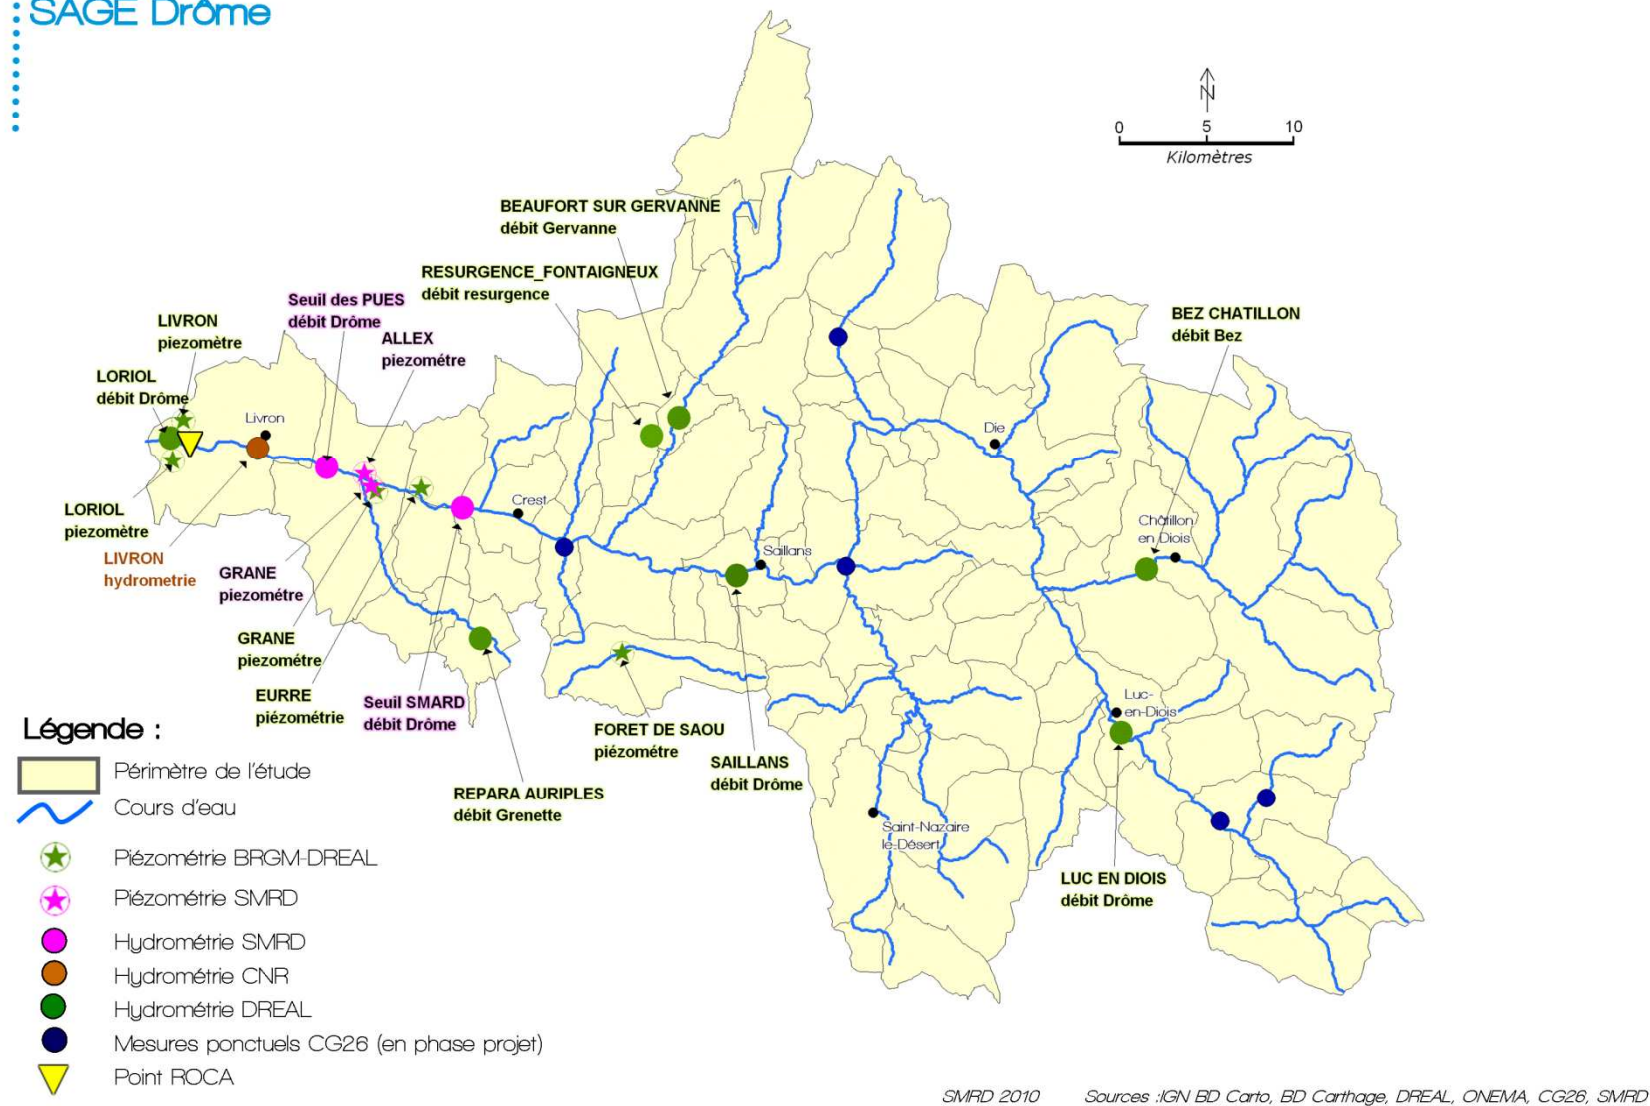 SAGE Drôme
N
0 5 10
Kilomètres
BEAUFORT SUR GERVANNE
débit Gervanne
RESURGENCE_FONTAIGNEUX
débit resurgence
Seuil des PUES
débit Drôme
LIVRON
piezomètre
ALLEX
piezométre
BEZ CHATILLON
débit Bez
LORIOL
débit Drôme
Livron
Die
Crest
Châtillon
en Diois
Saillans
LORIOL
piezomètre
LIVRON
hydrometrie
GRANE
piezométre
GRANE
piezométre
EURRE
piézométrie
Seuil SMARD
débit Drôme
Luc-
en-Diois
FORET DE SAOU
piézométre
SAILLANS
débit Drôme
REPARA AURIPLES
débit Grenette
Saint-Nazaire
le-Désert
LUC EN DIOIS
débit Drôme
Légende :
Périmètre de l'étude
Cours d'eau
Piézométrie BRGM-DREAL
Piézométrie SMRD
Hydrométrie SMRD
Hydrométrie CNR
Hydrométrie DREAL
Mesures ponctuels CG26 (en phase projet)
Point ROCA
SMRD 2010 Sources :IGN BD Carto, BD Carthage, DREAL, ONEMA, CG26, SMRD